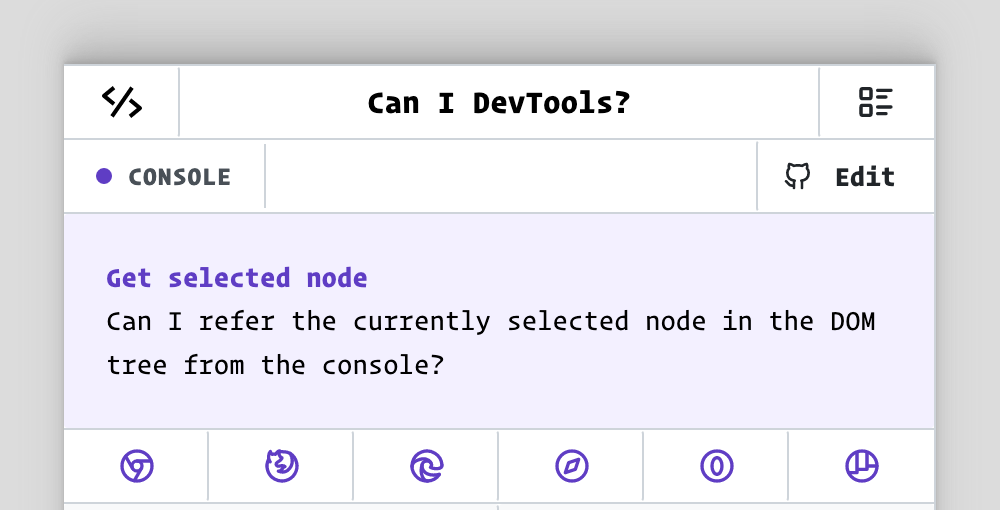 Can I DevTools?
CONSOLE
Edit
Get selected node
Can I refer the currently selected node in the DOM
tree from the console?